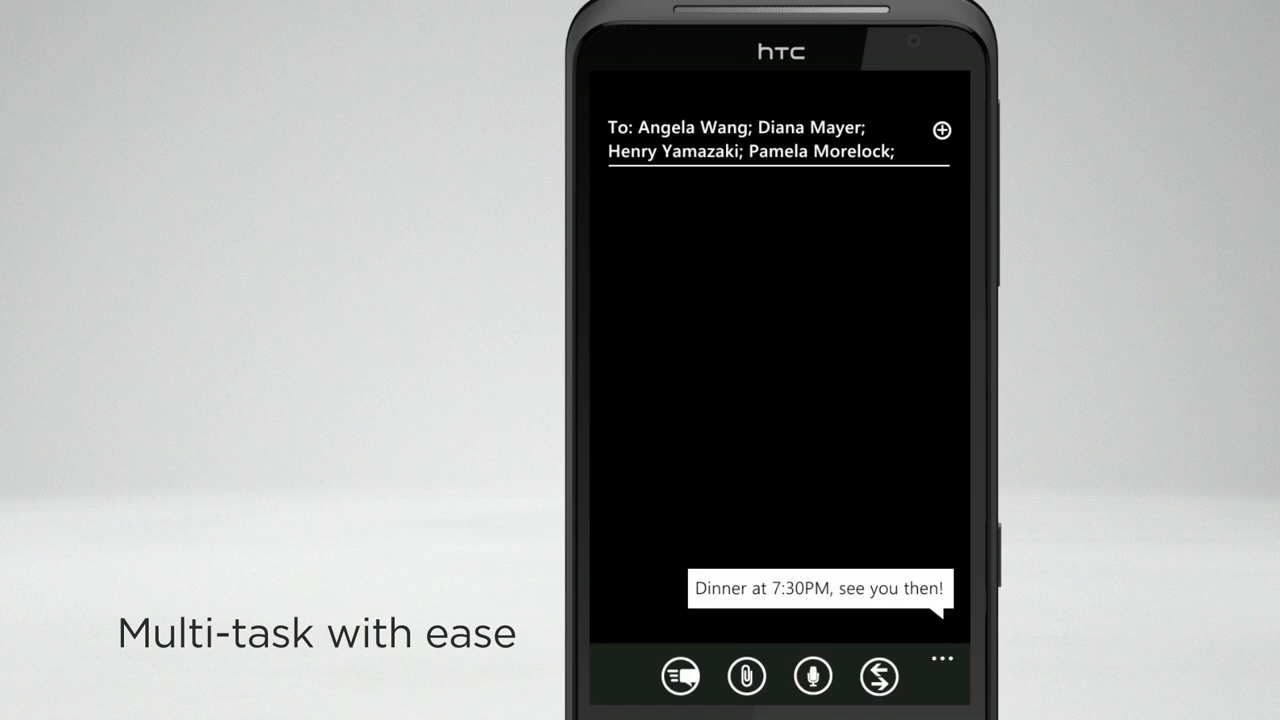 hTC
To: Angela Wang; Diana Mayer;
Henry Yamazaki; Pamela Morelock;
Dinner at 7:30PM, see you then!
Multi-task with ease